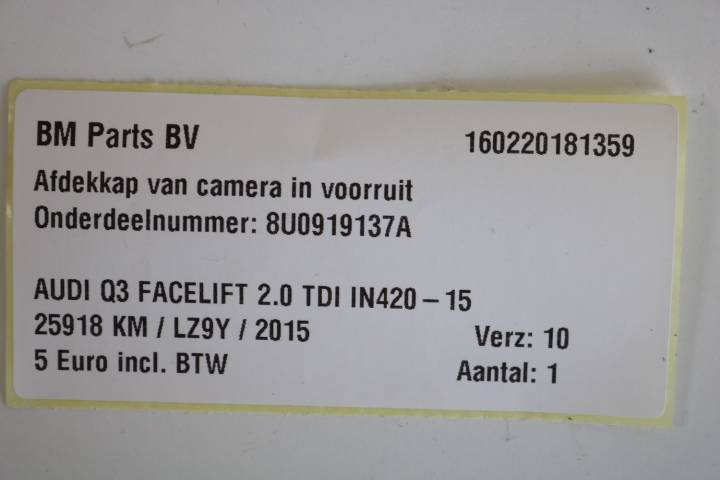 BM Parts BV 160220181359
Afdekkap van camera in voorruit
Onderdeelnummer: 8U0919137A
AUDI Q3 FACELIFT 2.0 TDI IN420 – 15
25918 KM / LZ9Y / 2015 Verz: 10
5 Euro incl. BTW Aantal: 1